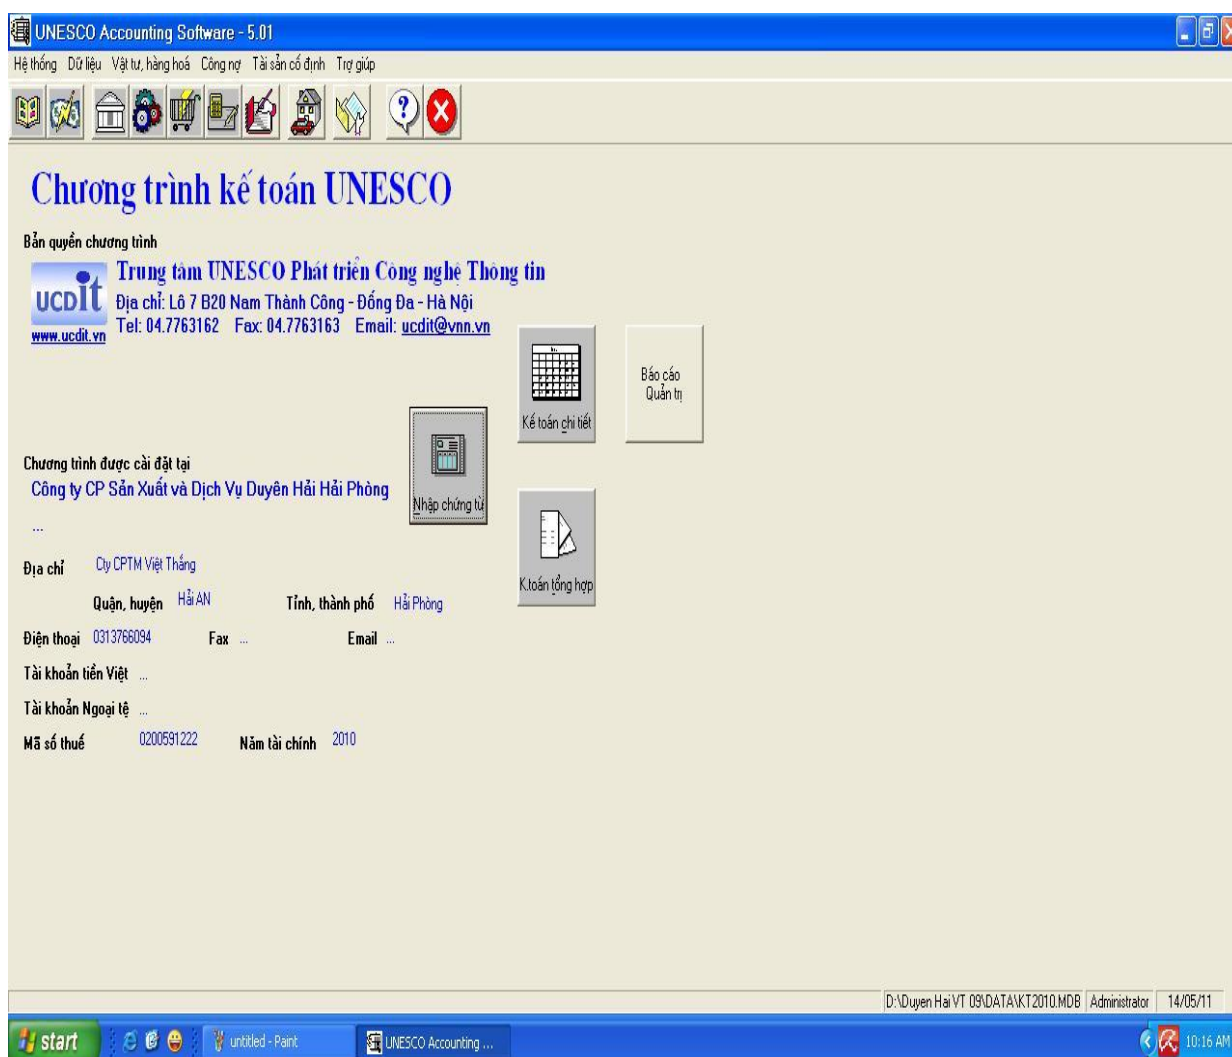 UNESCO Accounting Software - 5.01
Hệ thống Dữ liệu Vật tư, hàng hoá Công nợ Tài sản cố định Trợ giúp
Chương trình kế toán UNESCO
Bản quyền chương trình
ucdit
www.ucdit.vn
Trung tâm UNESCO Phát triển Công nghệ Thông tin
Địa chỉ: Lô 7 B20 Nam Thành Công - Đống Đa - Hà Nội
Tel: 04.7763162 Fax: 04.7763163 Email: ucdit@vnn.vn
Kế toán chi tiết
Báo cáo
Quản trị
Nhập chứng từ
K.toán tổng hợp
Chương trình được cài đặt tại
Công ty CP Sản Xuất và Dịch Vụ Duyên Hải Hải Phòng
...
Địa chỉ Cty CPTM Việt Thắng
Quận, huyện Hải AN Tỉnh, thành phố Hải Phòng
Điện thoại 0313766094 Fax ... Email ...
Tài khoản tiền Việt ...
Tài khoản Ngoại tệ ...
Mã số thuế 0200591222 Năm tài chính 2010
D:\Duyen Hai VT 09\DATA\KT2010.MDB Administrator 14/05/11
start untitled - Paint UNESCO Accounting ... 10:16 AM